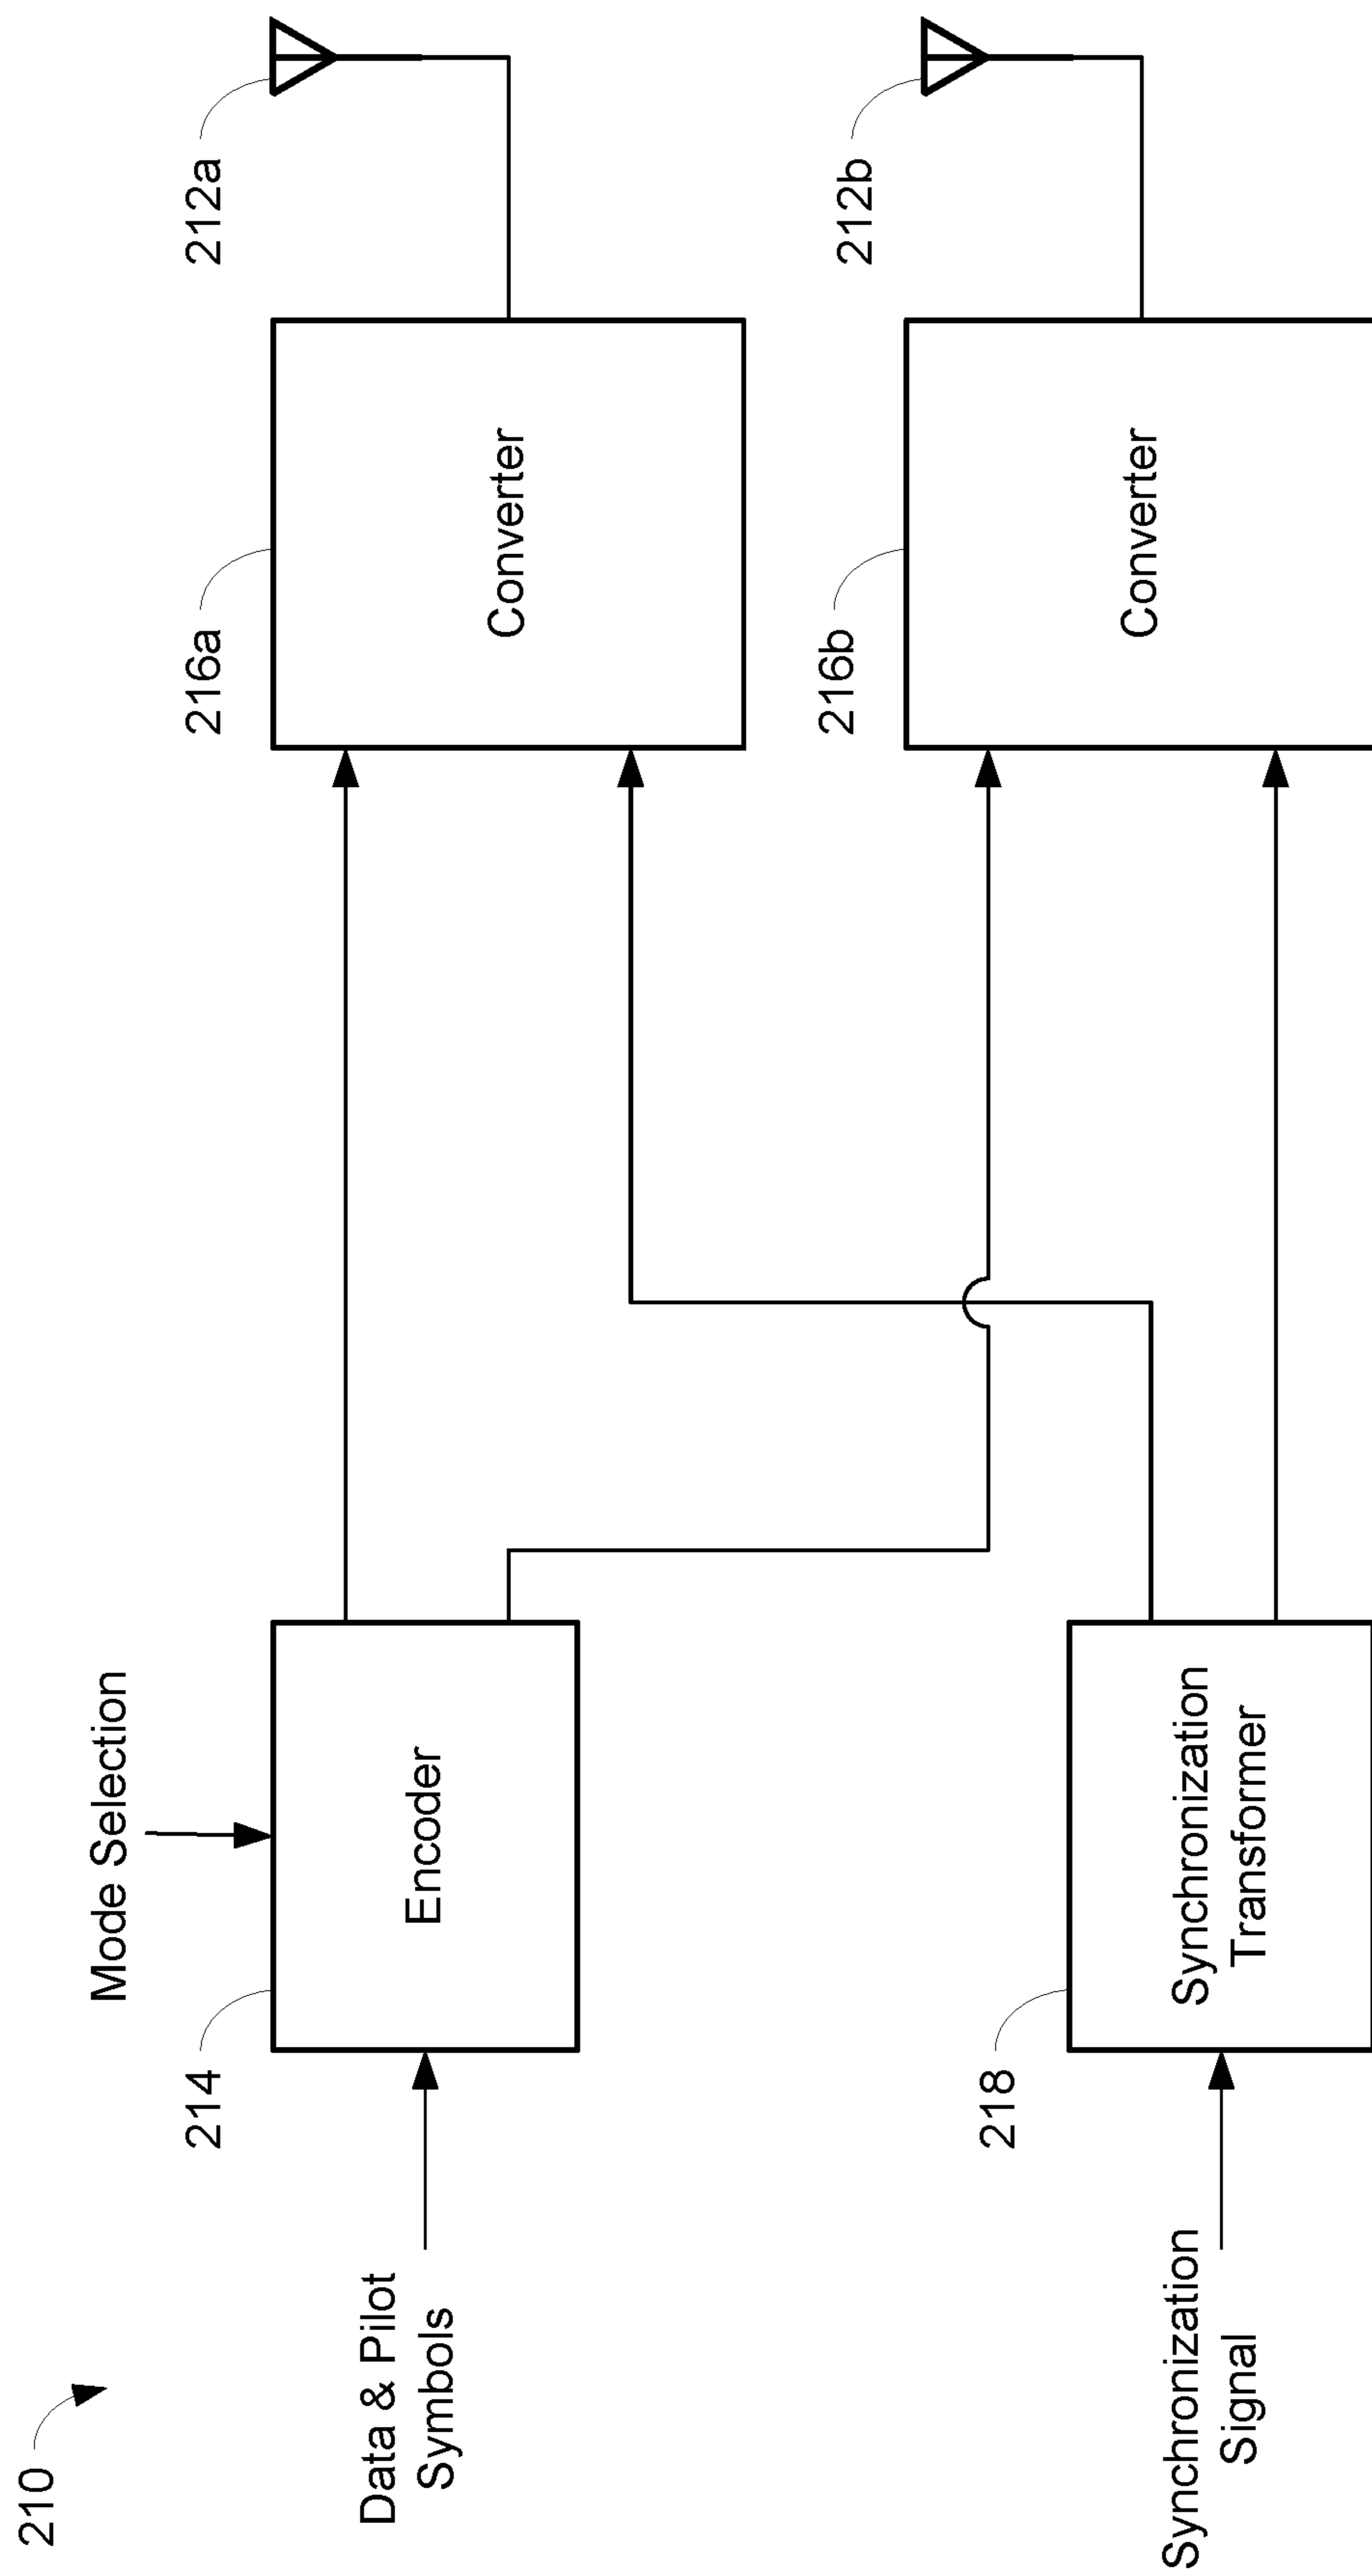 210
Mode Selection
214
212a
216a
Data & Pilot
Symbols
Encoder
Converter
212b
216b
218
Synchronization
Signal
Synchronization
Transformer
Converter